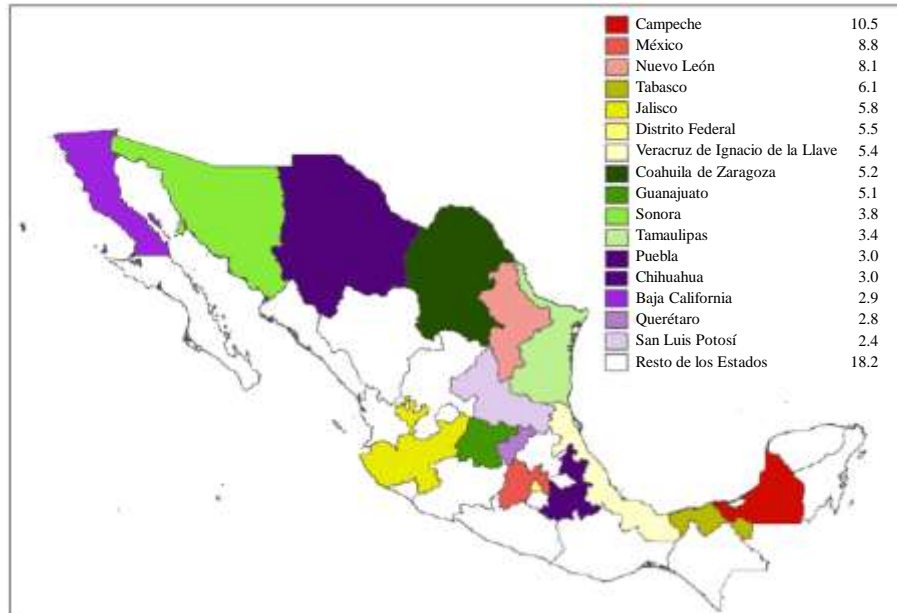 Campeche 10.5
México 8.8
Nuevo León 8.1
Tabasco 6.1
Jalisco 5.8
Distrito Federal 5.5
Veracruz de Ignacio de la Llave 5.4
Coahuila de Zaragoza 5.2
Guanajuato 5.1
Sonora 3.8
Tamaulipas 3.4
Puebla 3.0
Chihuahua 3.0
Baja California 2.9
Querétaro 2.8
San Luis Potosí 2.4
Resto de los Estados 18.2